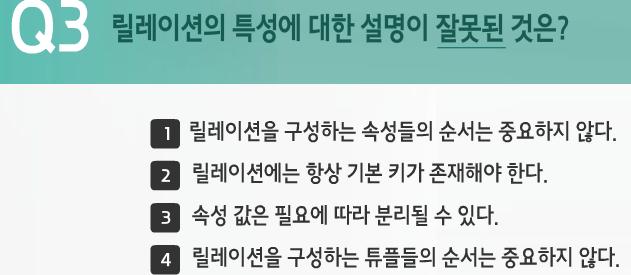 Q3 릴레이션의 특성에 대한 설명이 잘못된 것은?
1 릴레이션을 구성하는 속성들의 순서는 중요하지 않다.
2 릴레이션에는 항상 기본 키가 존재해야 한다.
3 속성 값은 필요에 따라 분리될 수 있다.
4 릴레이션을 구성하는 튜플들의 순서는 중요하지 않다.